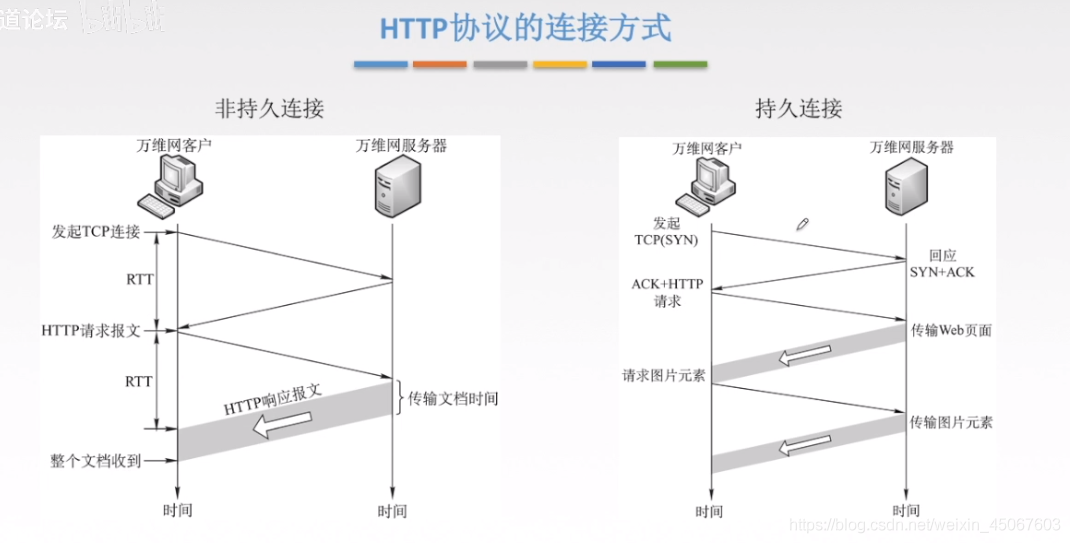 道论坛 bilibili
HTTP协议的连接方式
非持久连接
万维网客户
万维网服务器
发起TCP连接
RTT
HTTP请求报文
RTT
HTTP响应报文
传输文档时间
整个文档收到
时间
时间
持久连接
万维网客户
万维网服务器
发起
TCP(SYN)
回应
SYN+ACK
ACK+HTTP
请求
传输Web页面
请求图片元素
传输图片元素
时间
时间
https://blog.csdn.net/weixin_45067603